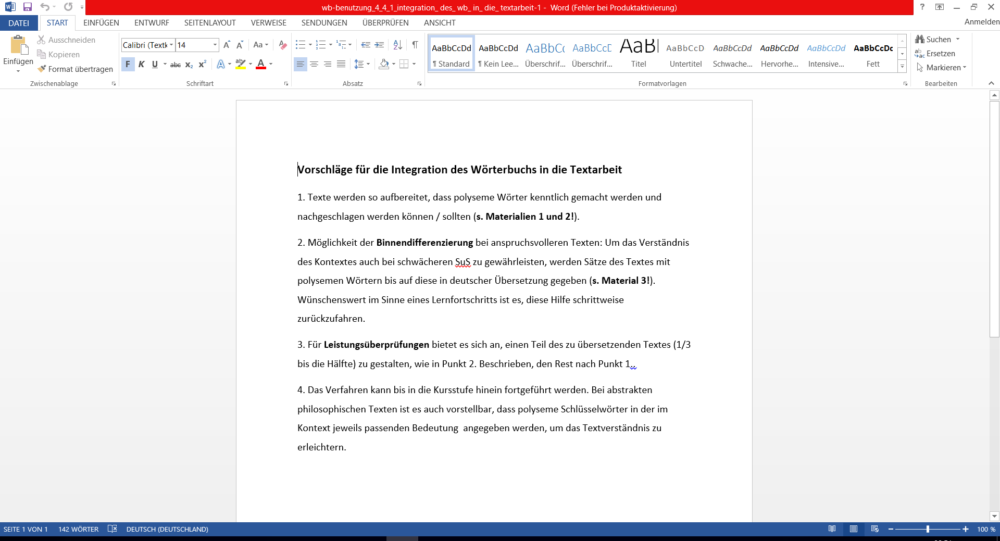 wb-benutzung_4_4_1_integration_ des_ wb_ in_ die_ textarbeit-1 - Word (Fehler bei Produktaktivierung)
?
DATEI START EINFÜGEN ENTWURF SEITENLAYOUT VERWEISE SENDUNGEN ÜBERPRÜFEN ANSICHT Anmelden
Einfügen
Ausschneiden
Kopieren
Format übertragen
Zwischenablage
Calibri (Textk 14
F K U abc x₂ x²
Schriftart
Absatz
AaBbCcDd AaBbCcDd AaBbCc AaBbCcD AaBl AaBbCcD AaBbCcDd AaBbCcDd AaBbCcDd AaBbCcDc
¶ Standard ¶ Kein Lee... Überschrif... Überschrif... Titel Untertitel Schwache... Hervorhe... Intensive... Fett
Formatvorlagen
Suchen
Ersetzen
Markieren
Bearbeiten
Vorschläge für die Integration des Wörterbuchs in die Textarbeit
1. Texte werden so aufbereitet, dass polyseme Wörter kenntlich gemacht werden und
nachgeschlagen werden können / sollten (s. Materialien 1 und 2!).
2. Möglichkeit der Binnendifferenzierung bei anspruchsvolleren Texten: Um das Verständnis
des Kontextes auch bei schwächeren SuS zu gewährleisten, werden Sätze des Textes mit
polysemen Wörtern bis auf diese in deutscher Übersetzung gegeben (s. Material 3!).
Wünschenswert im Sinne eines Lernfortschritts ist es, diese Hilfe schrittweise
zurückzufahren.
3. Für Leistungsüberprüfungen bietet es sich an, einen Teil des zu übersetzenden Textes (1/3
bis die Hälfte) zu gestalten, wie in Punkt 2. Beschrieben, den Rest nach Punkt 1..
4. Das Verfahren kann bis in die Kursstufe hinein fortgeführt werden. Bei abstrakten
philosophischen Texten ist es auch vorstellbar, dass polyseme Schlüsselwörter in der im
Kontext jeweils passenden Bedeutung  angegeben werden, um das Textverständnis zu
erleichtern.
SEITE 1 VON 1 142 WÖRTER DEUTSCH (DEUTSCHLAND) 100 %